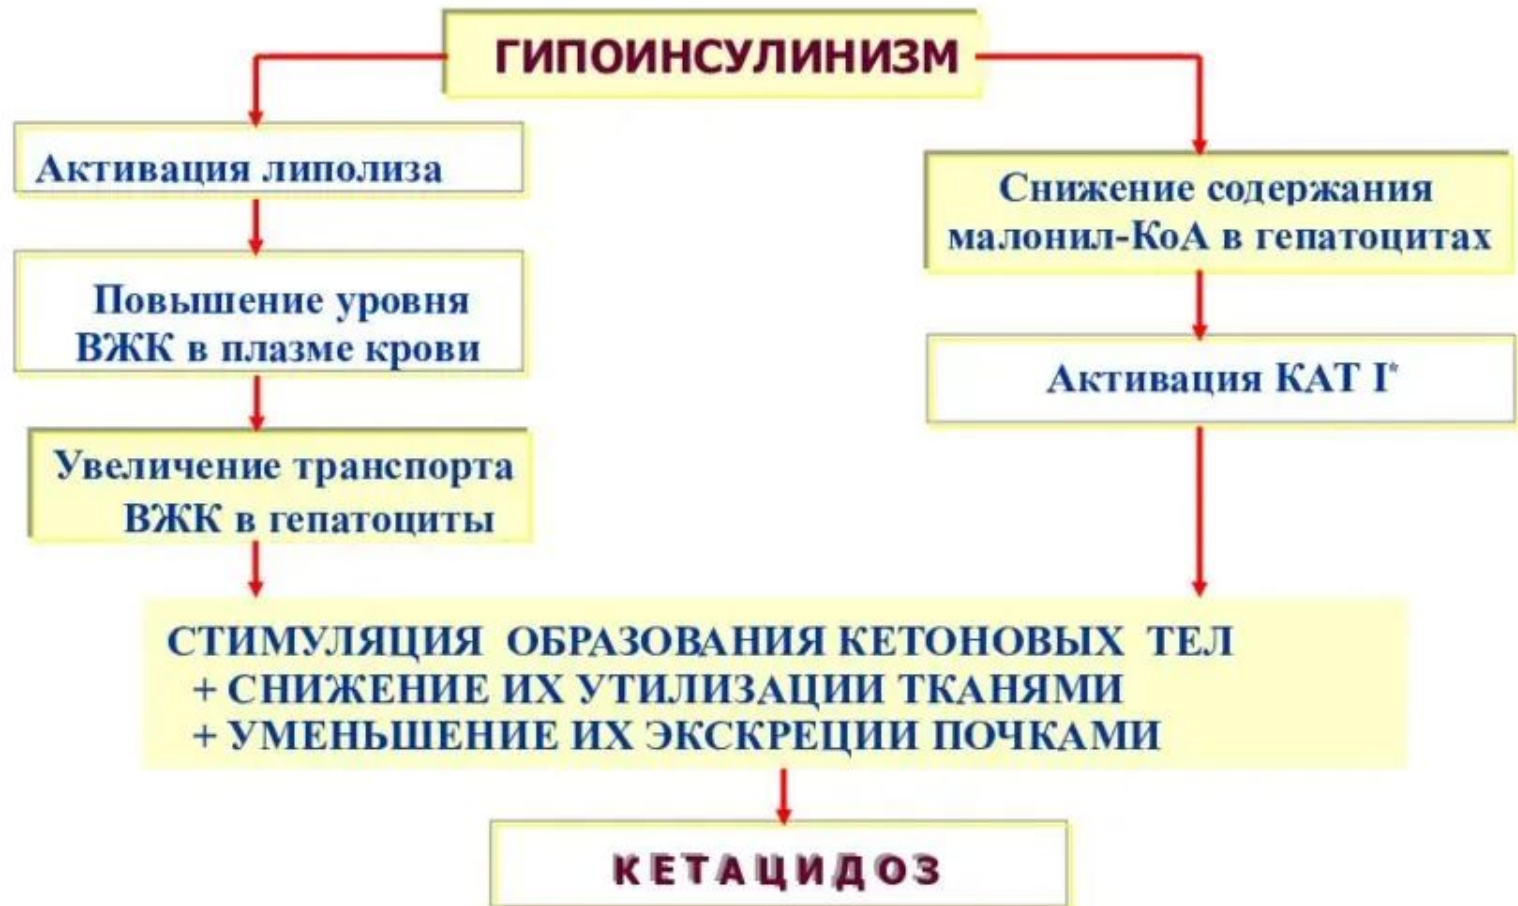 ГИПОИНСУЛИНИЗМ
Активация липолиза
Повышение уровня
ВЖК в плазме крови
Увеличение транспорта
ВЖК в гепатоциты
Снижение содержания
малонил-КоА в гепатоцитах
Активация КАТ I*
СТИМУЛЯЦИЯ ОБРАЗОВАНИЯ КЕТОНОВЫХ ТЕЛ
+ СНИЖЕНИЕ ИХ УТИЛИЗАЦИИ ТКАНЯМИ
+ УМЕНЬШЕНИЕ ИХ ЭКСКРЕЦИИ ПОЧКАМИ
КЕТАЦИДОЗ